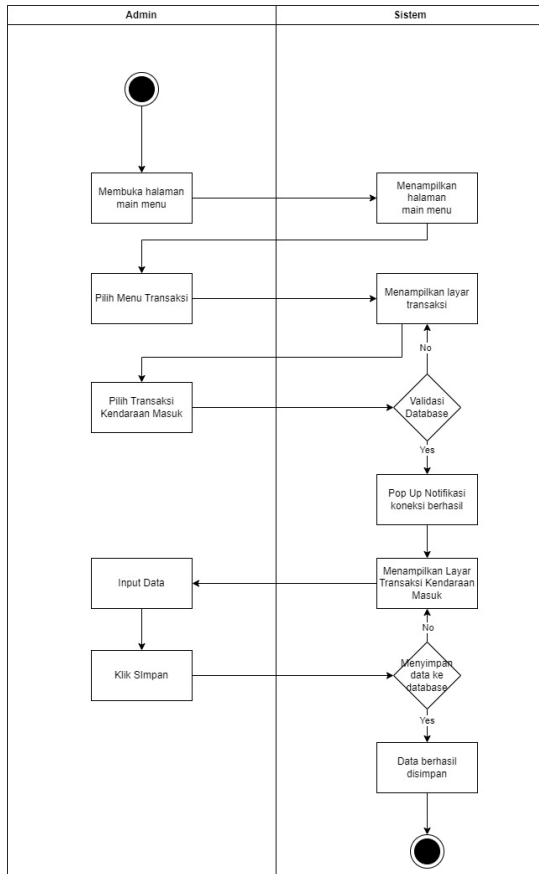 Admin
Sistem
Membuka halaman
main menu
Menampilkan
halaman
main menu
Pilih Menu Transaksi
Menampilkan layar
transaksi
No
Pilih Transaksi
Kendaraan Masuk
Validasi
Database
Yes
Pop Up Notifikasi
koneksi berhasil
Input Data
Menampilkan Layar
Transaksi Kendaraan
Masuk
No
Klik SImpan
Menyimpan
data ke
database
Yes
Data berhasil
disimpan